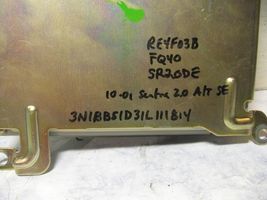 RE4F03B
FQ40
SR20DE
10-01 Sentra 2.0 A/T SE
3N1BB51D31L111814